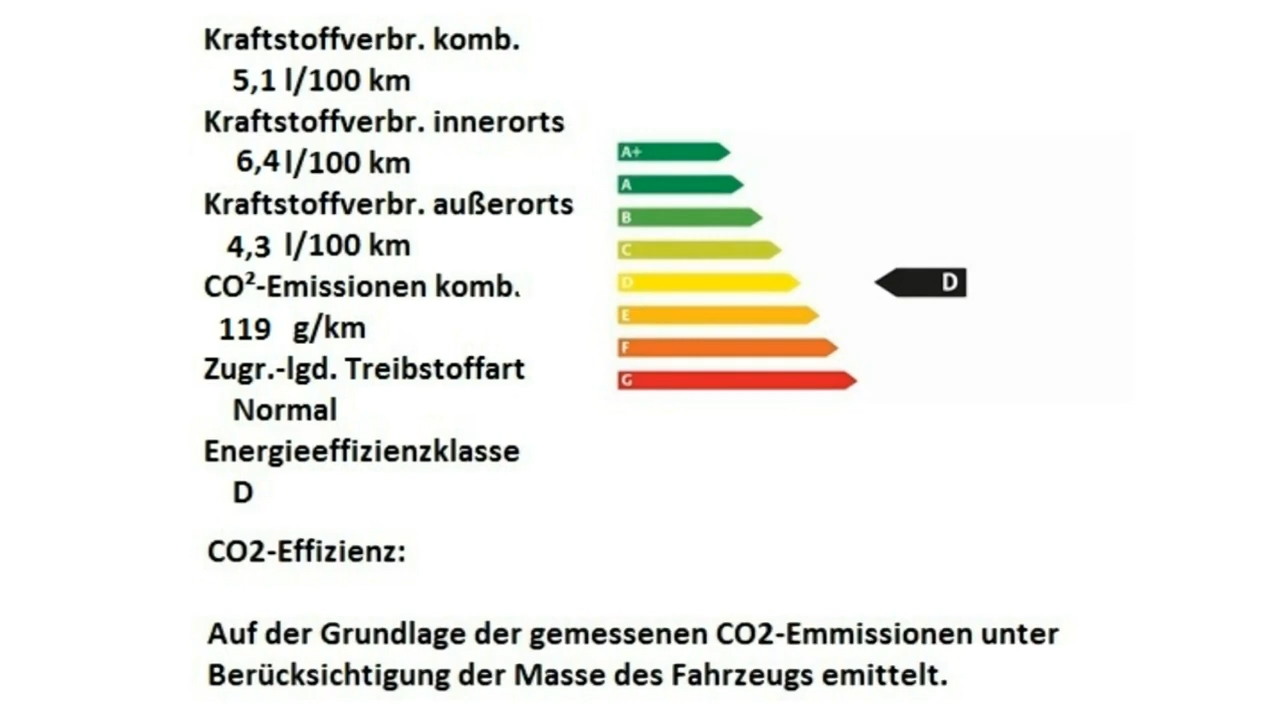 Kraftstoffverbr. komb.
5,1 l/100 km
Kraftstoffverbr. innerorts
6,4 l/100 km
Kraftstoffverbr. außerorts
4,3 l/100 km
CO²-Emissionen komb.
119 g/km
Zugr.-lgd. Treibstoffart
Normal
Energieeffizienzklasse
D
A+
A
B
C
D
D
E
F
G
CO2-Effizienz:
Auf der Grundlage der gemessenen CO2-Emmissionen unter
Berücksichtigung der Masse des Fahrzeugs emittelt.